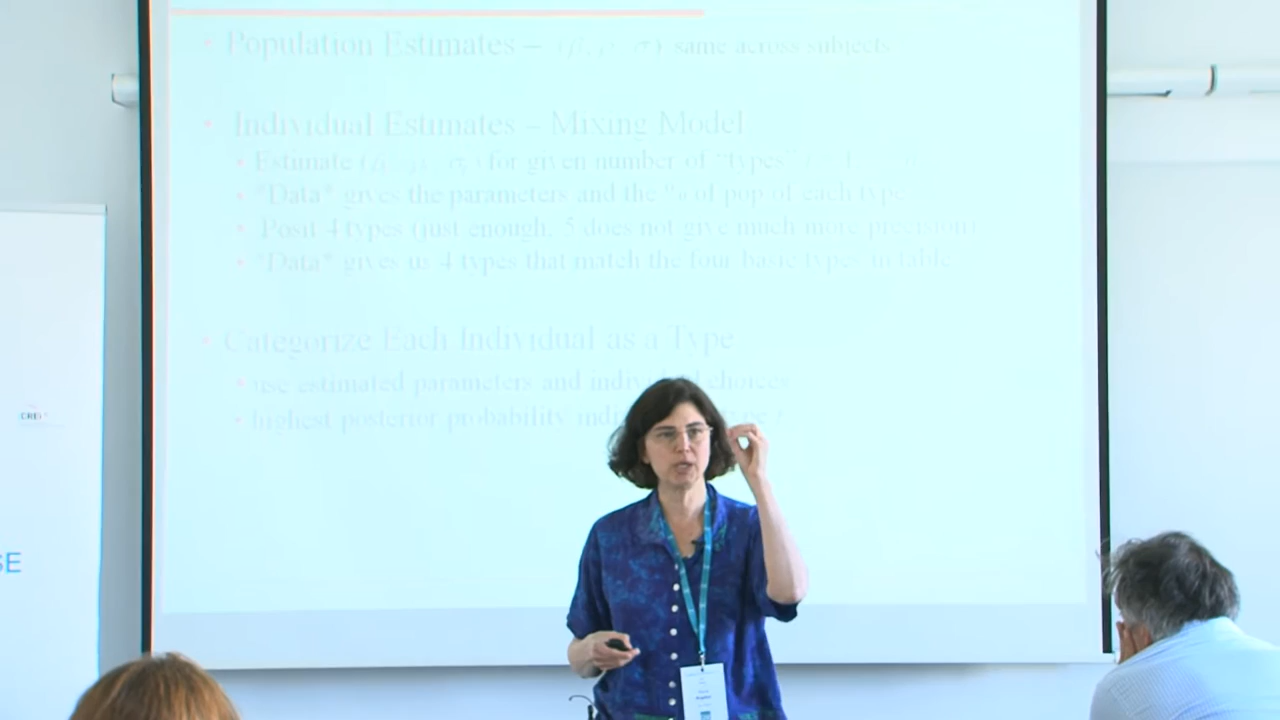 • Population Estimates – same across subjects
• Individual Estimates – Mixing Model
• Estimate for given number of "types"
• *Data* gives the parameters and the % of pop of each type
• Posit 4 types (just enough, 5 does not give much more precision)
• *Data* gives us 4 types that match the four basic types in table
• Categorize Each Individual as a Type
• use estimated parameters and choices
• highest posterior probability
SE